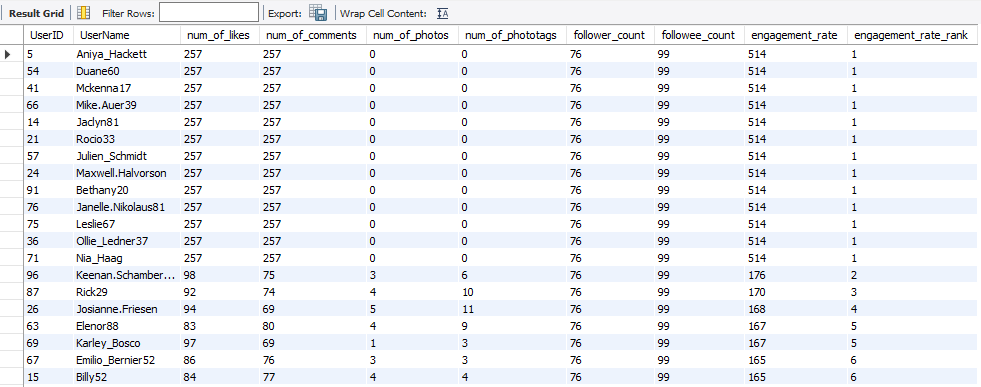 Result Grid Filter Rows: Export: Wrap Cell Content:
UserID UserName num_of_likes num_of_comments num_of_photos num_of_phototags follower_count followee_count engagement_rate engagement_rate_rank
5 Aniya_Hackett 257 257 0 0 76 99 514 1
54 Duane60 257 257 0 0 76 99 514 1
41 Mckenna17 257 257 0 0 76 99 514 1
66 Mike.Auer39 257 257 0 0 76 99 514 1
14 Jaclyn81 257 257 0 0 76 99 514 1
21 Rocio33 257 257 0 0 76 99 514 1
57 Julien_Schmidt 257 257 0 0 76 99 514 1
24 Maxwell.Halvorson 257 257 0 0 76 99 514 1
91 Bethany20 257 257 0 0 76 99 514 1
76 Janelle.Nikolaus81 257 257 0 0 76 99 514 1
75 Leslie67 257 257 0 0 76 99 514 1
36 Ollie_Ledner37 257 257 0 0 76 99 514 1
71 Nia_Haag 257 257 0 0 76 99 514 1
96 Keenan.Schamber... 98 75 3 6 76 99 176 2
87 Rick29 92 74 4 10 76 99 170 3
26 Josianne.Friesen 94 69 5 11 76 99 168 4
63 Elenor88 83 80 4 9 76 99 167 5
69 Karley_Bosco 97 69 1 3 76 99 167 5
67 Emilio_Bernier52 86 76 3 3 76 99 165 6
15 Billy52 84 77 4 4 76 99 165 6